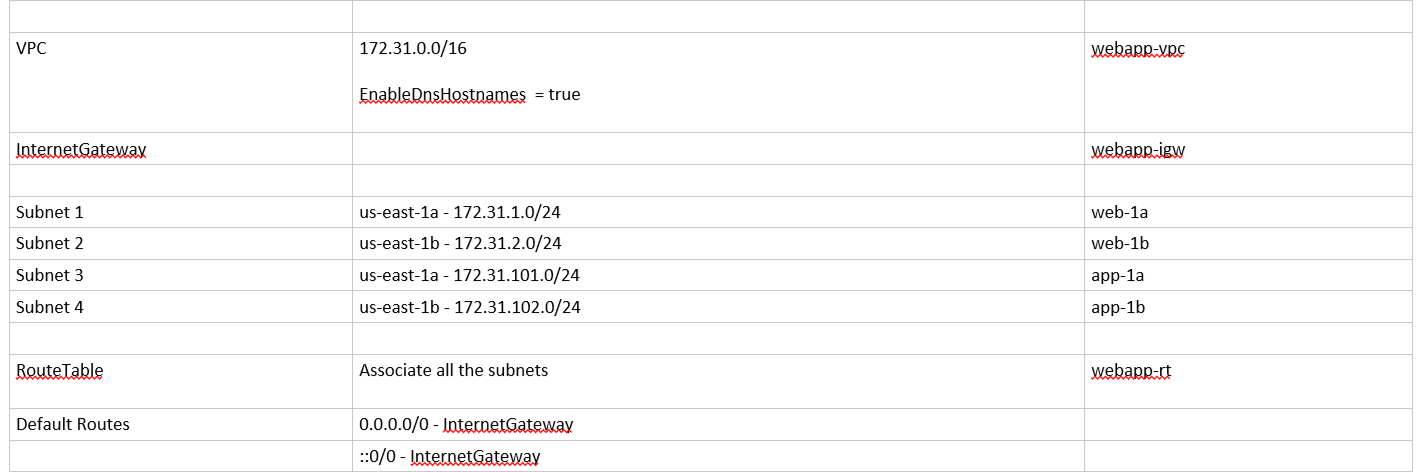 VPC 172.31.0.0/16 webapp-vpc
EnableDnsHostnames = true
InternetGateway webapp-igw
Subnet 1 us-east-1a - 172.31.1.0/24 web-1a
Subnet 2 us-east-1b - 172.31.2.0/24 web-1b
Subnet 3 us-east-1a - 172.31.101.0/24 app-1a
Subnet 4 us-east-1b - 172.31.102.0/24 app-1b
RouteTable Associate all the subnets webapp-rt
Default Routes 0.0.0.0/0 - InternetGateway
::0/0 - InternetGateway